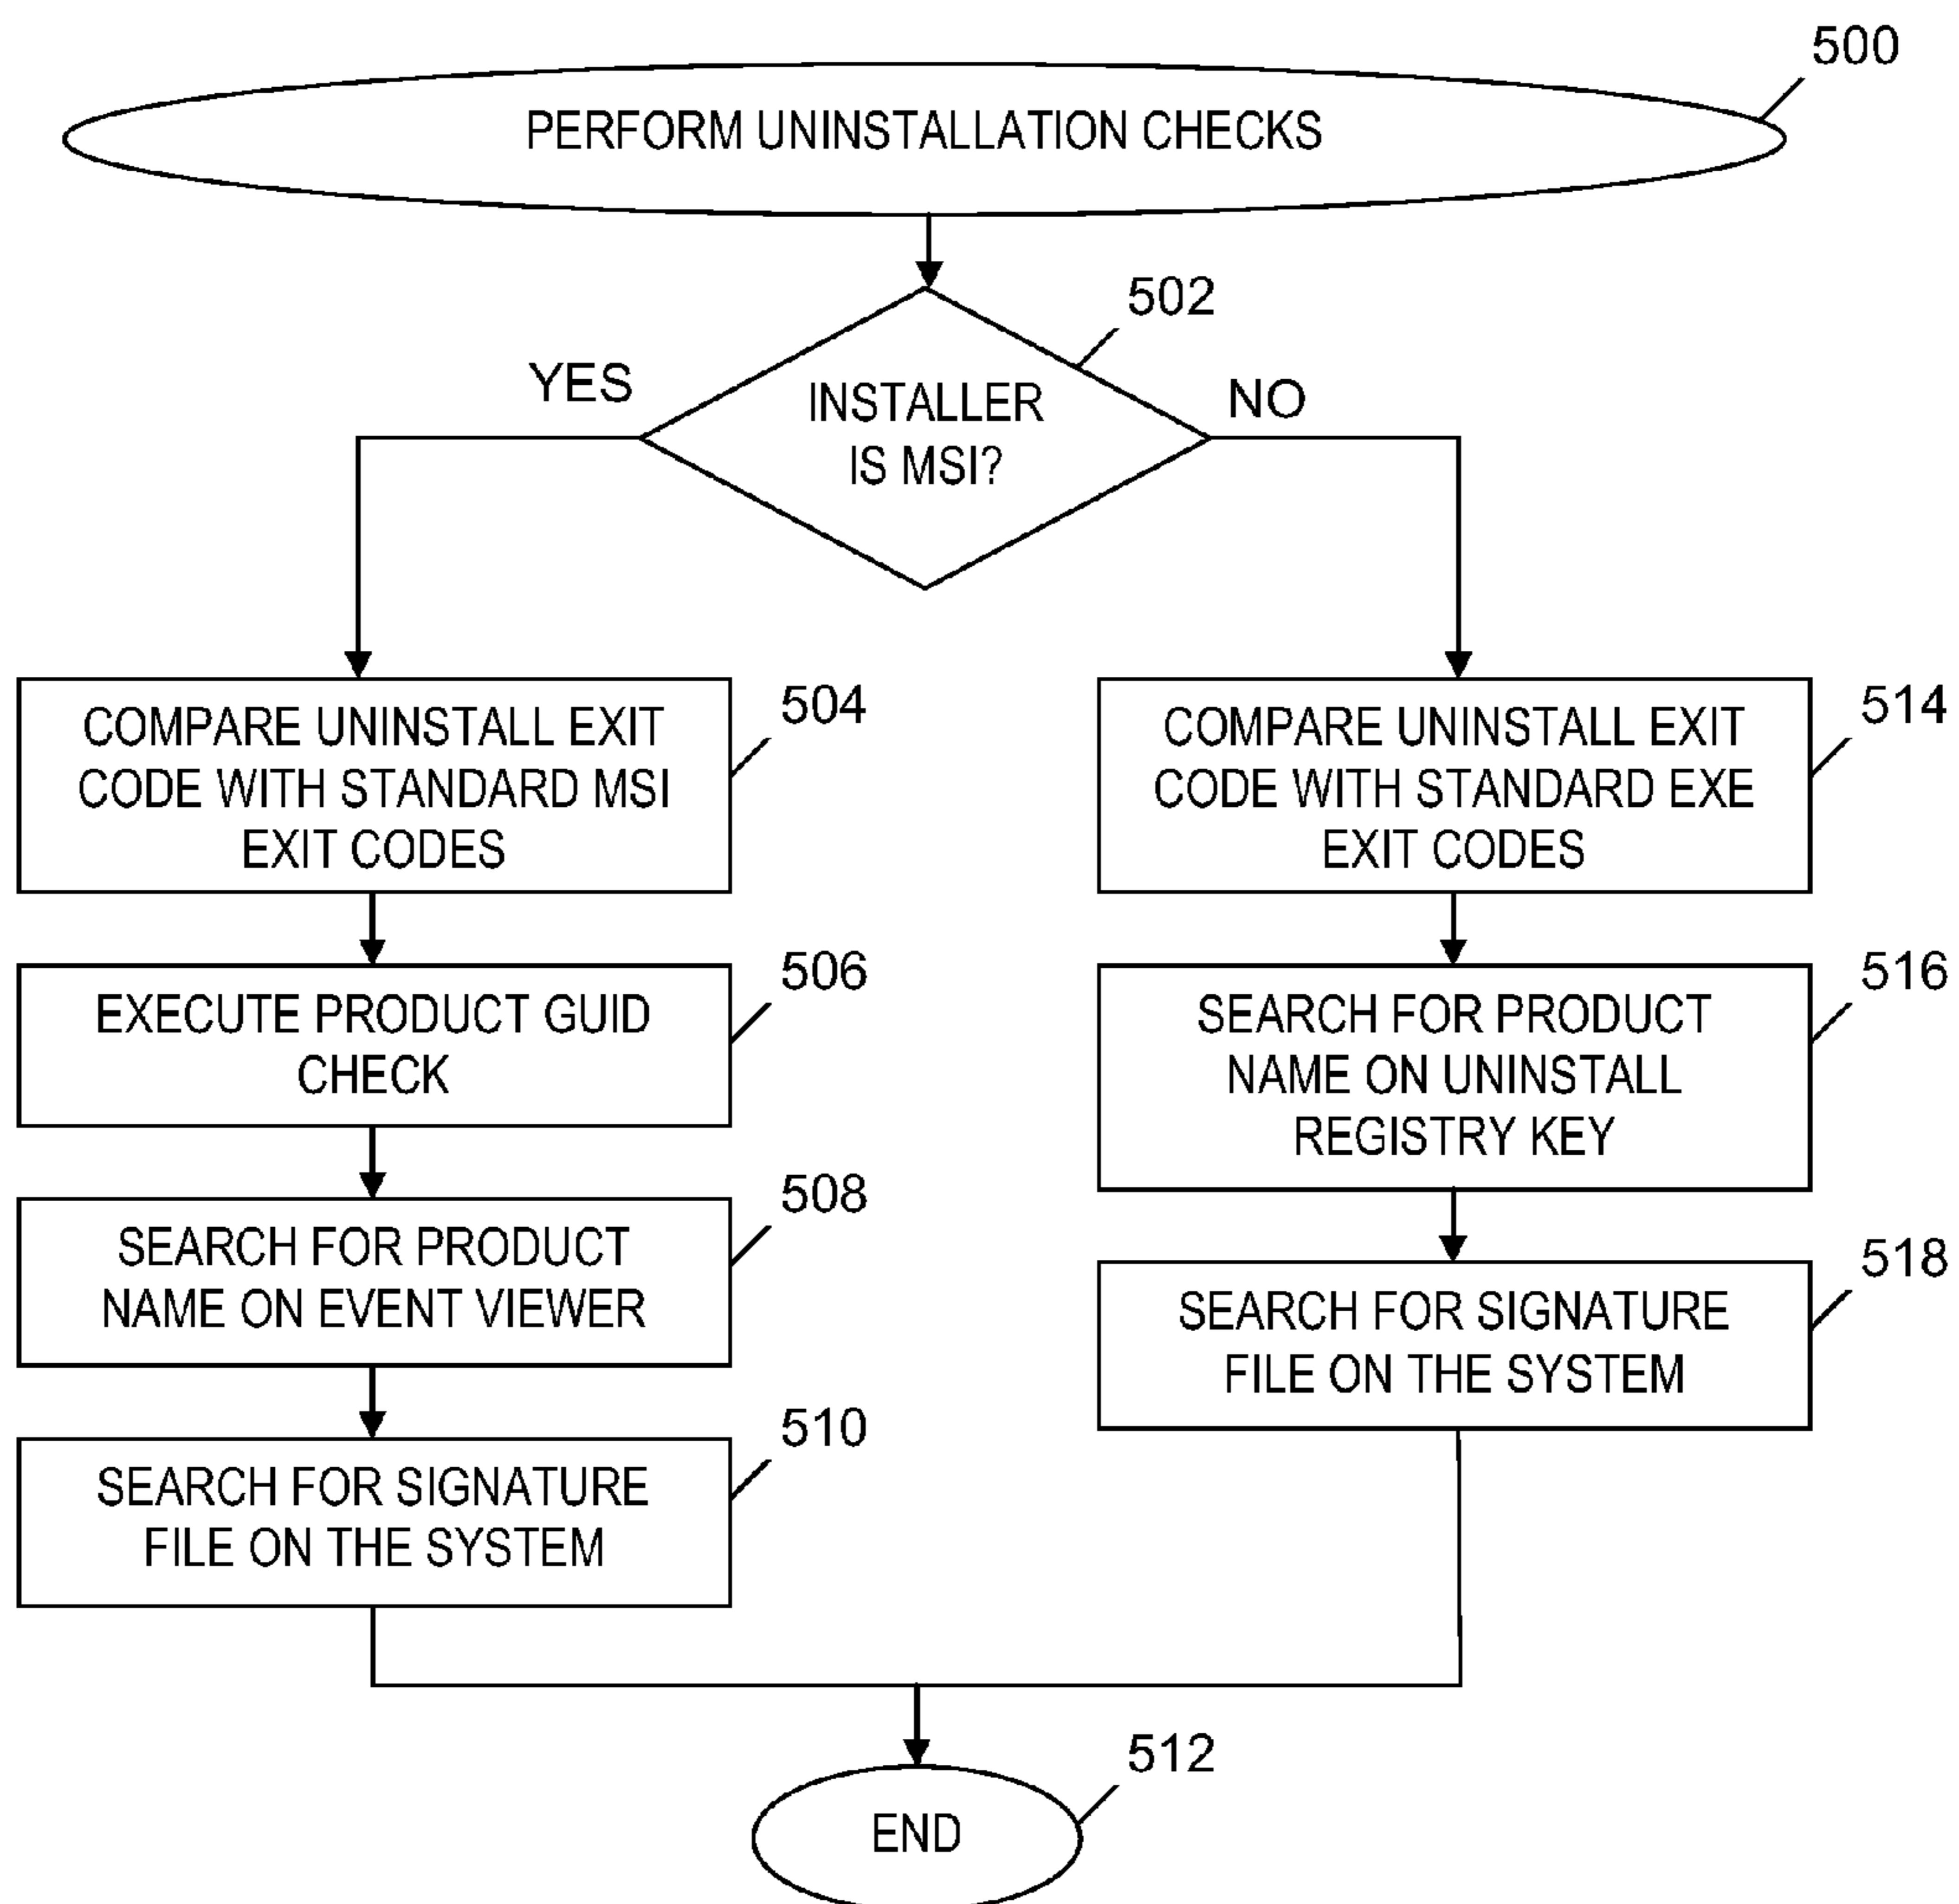 500
PERFORM UNINSTALLATION CHECKS
502
YES
NO
INSTALLER
IS MSI?
504
COMPARE UNINSTALL EXIT
CODE WITH STANDARD MSI
EXIT CODES
506
EXECUTE PRODUCT GUID
CHECK
508
SEARCH FOR PRODUCT
NAME ON EVENT VIEWER
510
SEARCH FOR SIGNATURE
FILE ON THE SYSTEM
514
COMPARE UNINSTALL EXIT
CODE WITH STANDARD EXE
EXIT CODES
516
SEARCH FOR PRODUCT
NAME ON UNINSTALL
REGISTRY KEY
518
SEARCH FOR SIGNATURE
FILE ON THE SYSTEM
512
END